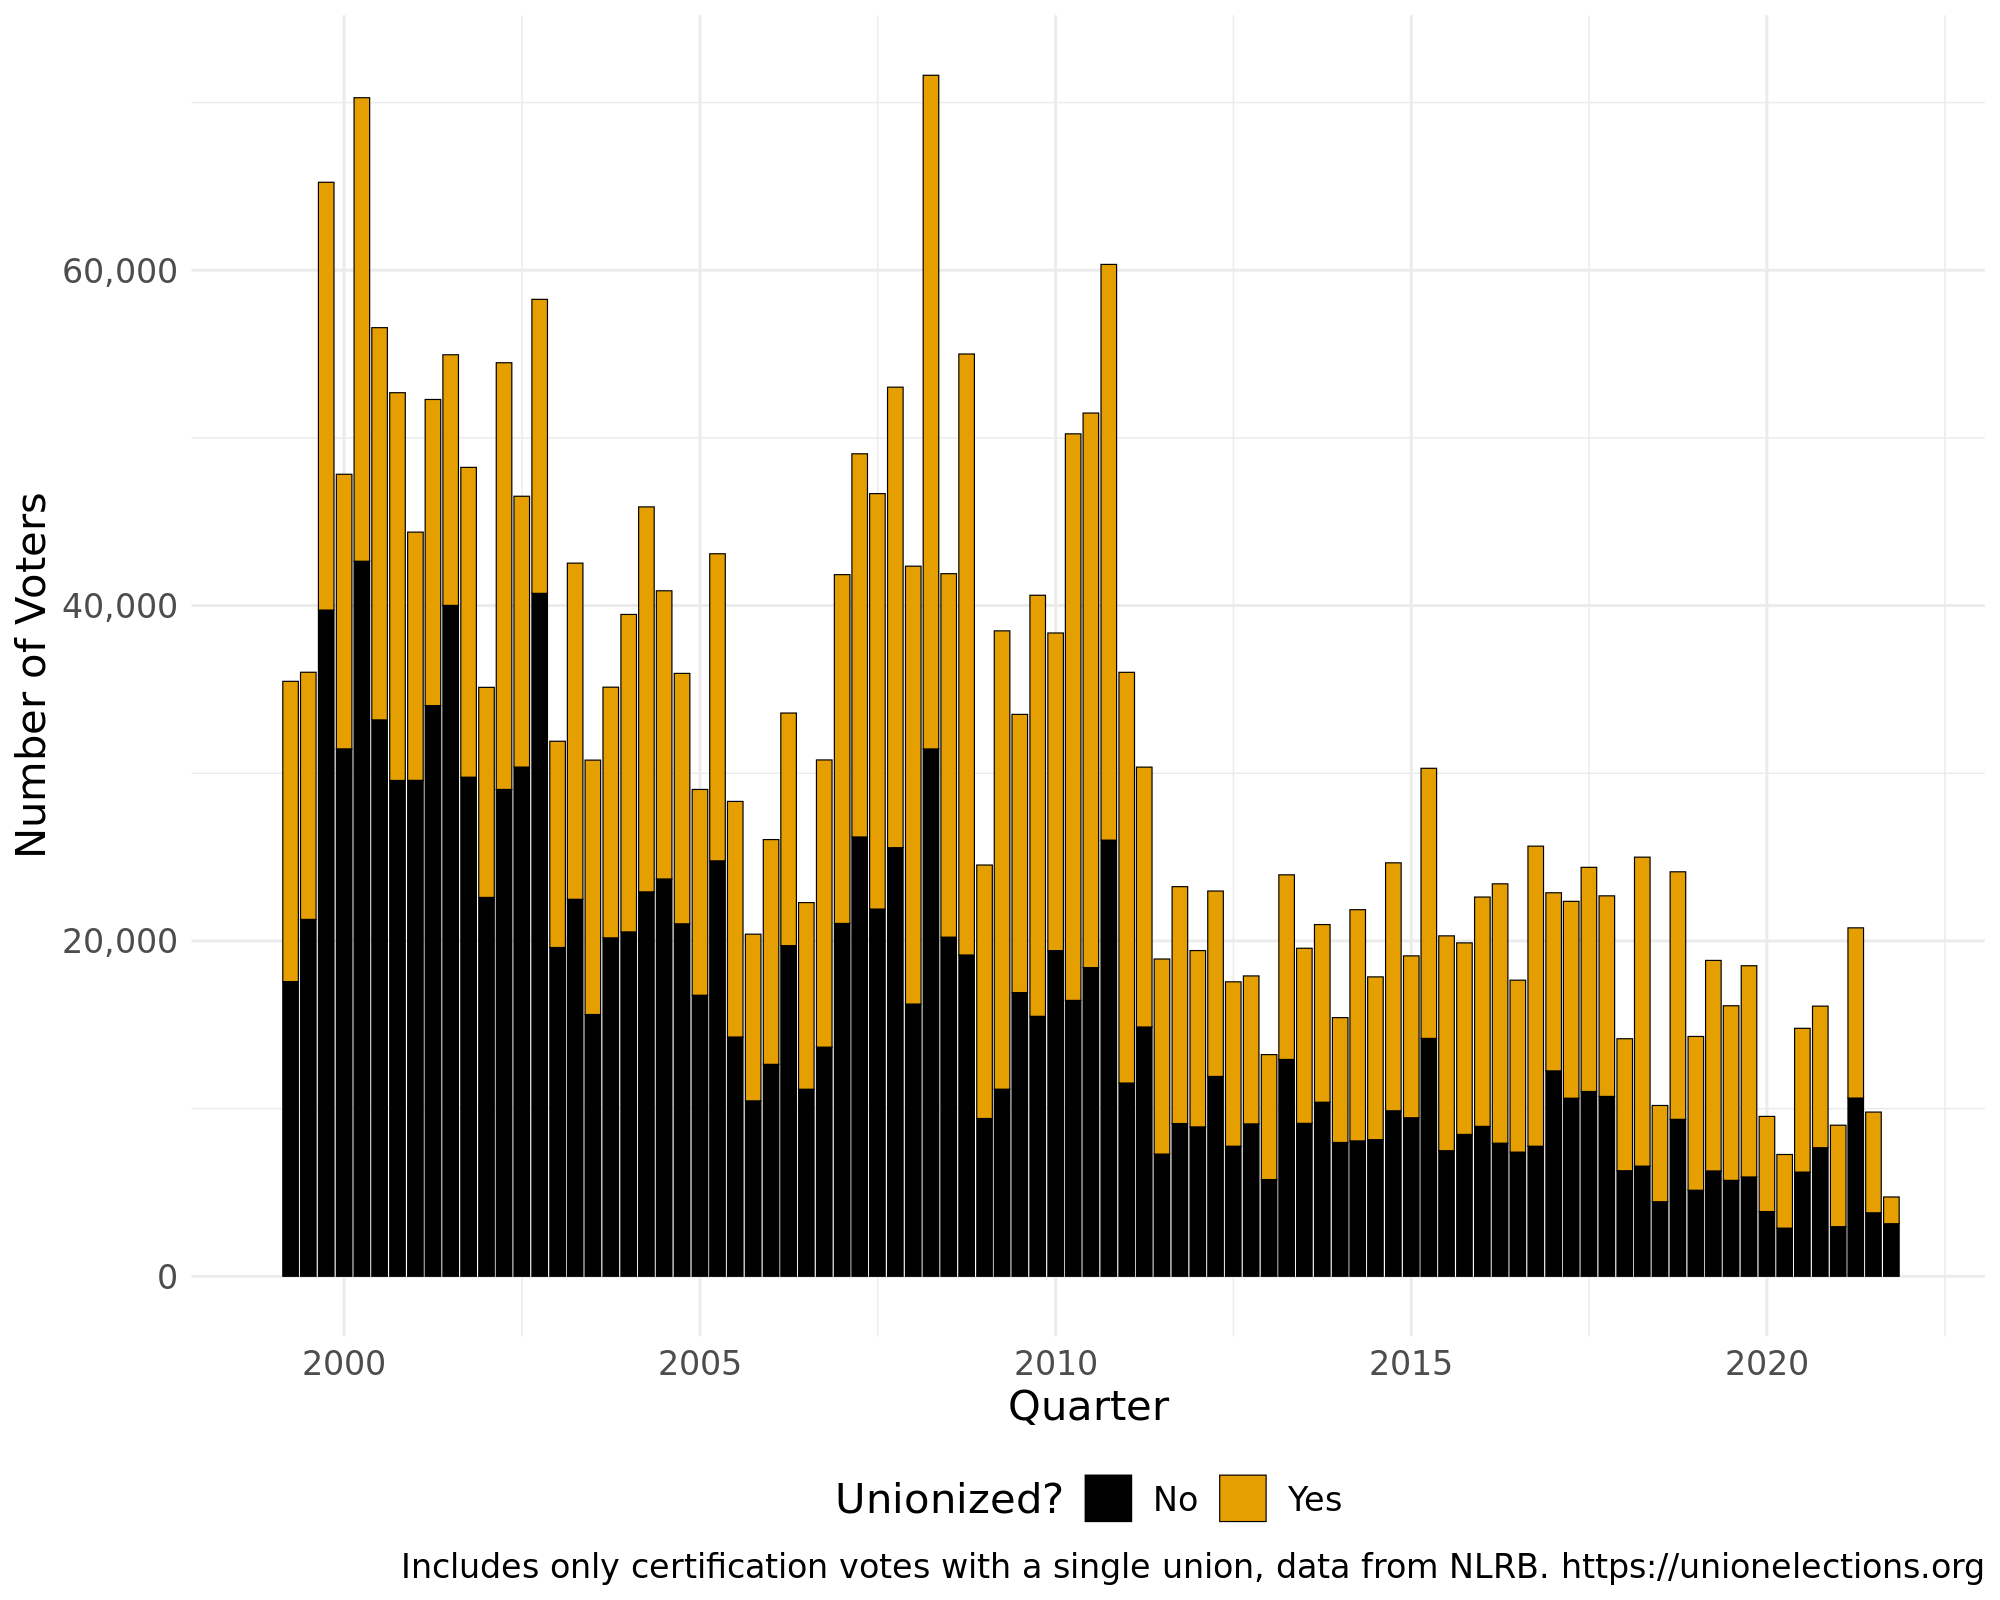 Number of Voters
60,000
40,000
20,000
0
2000 2005 2010 2015 2020
Quarter
Unionized? No Yes
Includes only certification votes with a single union, data from NLRB. https://unionelections.org